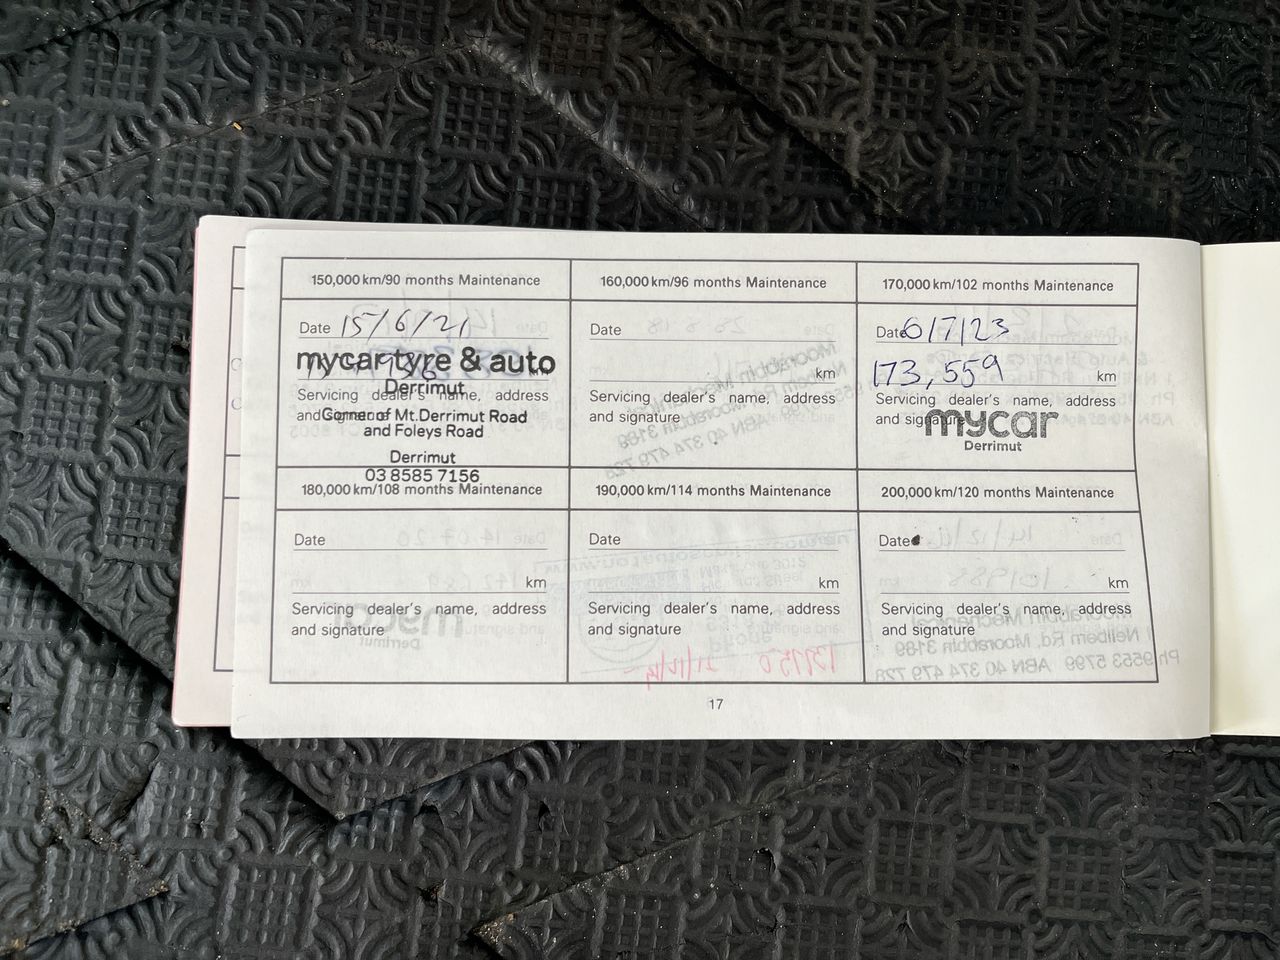 150,000 km/90 months Maintenance
Date 15/6/21
mycar tyre & auto
km
Derrimut
Servicing dealer's name, address
and
Corner of Mt.Derrimut Road
and Foleys Road
Derrimut
03 8585 7156
160,000 km/96 months Maintenance
Date
km
Servicing dealer's name, address
and signature
170,000 km/102 months Maintenance
Date 6/7/23
173,559 km
Servicing dealer's name, address
and signature
mycar
Derrimut
180,000 km/108 months Maintenance
Date
km
Servicing dealer's name, address
and signature
190,000 km/114 months Maintenance
Date
km
Servicing dealer's name, address
and signature
200,000 km/120 months Maintenance
Date
km
Servicing dealer's name, address
and signature
17